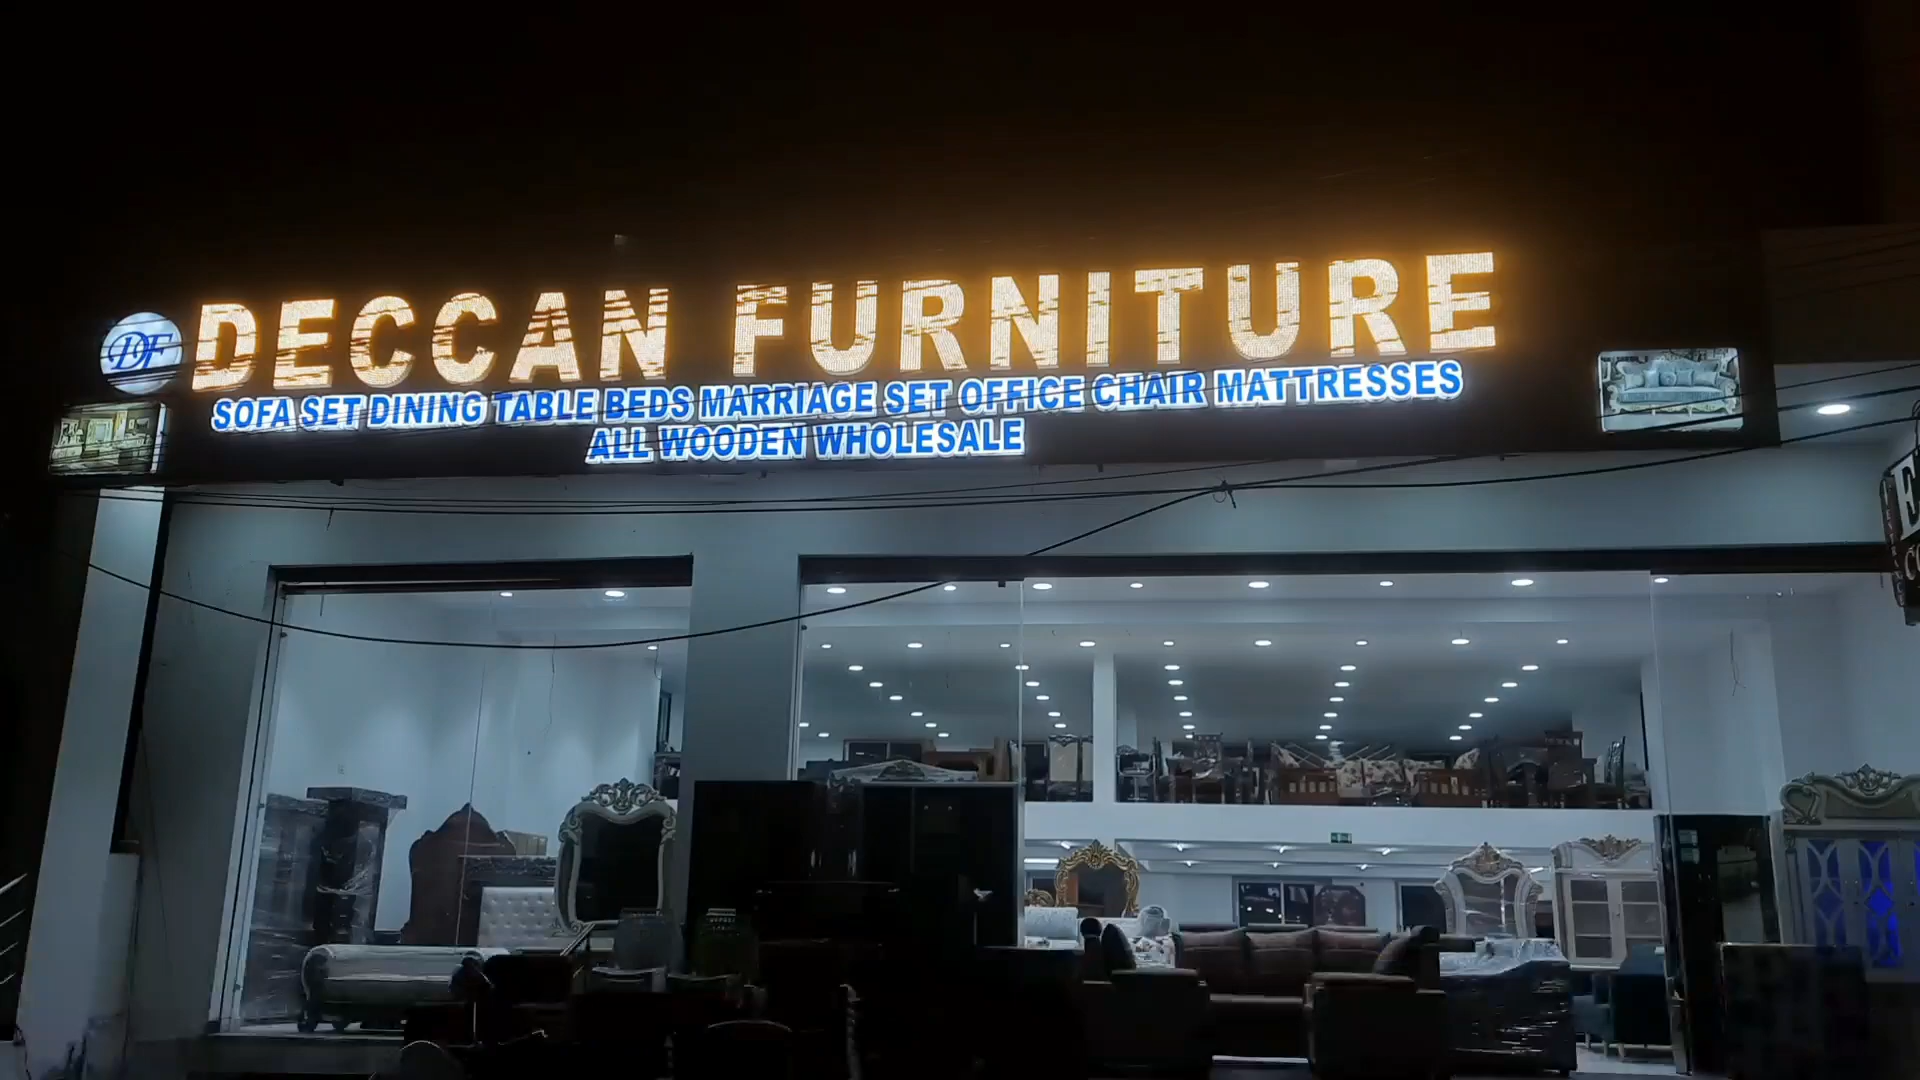 DF
DECCAN FURNITURE
SOFA SET DINING TABLE BEDS MARRIAGE SET OFFICE CHAIR MATTRESSES
ALL WOODEN WHOLESALE